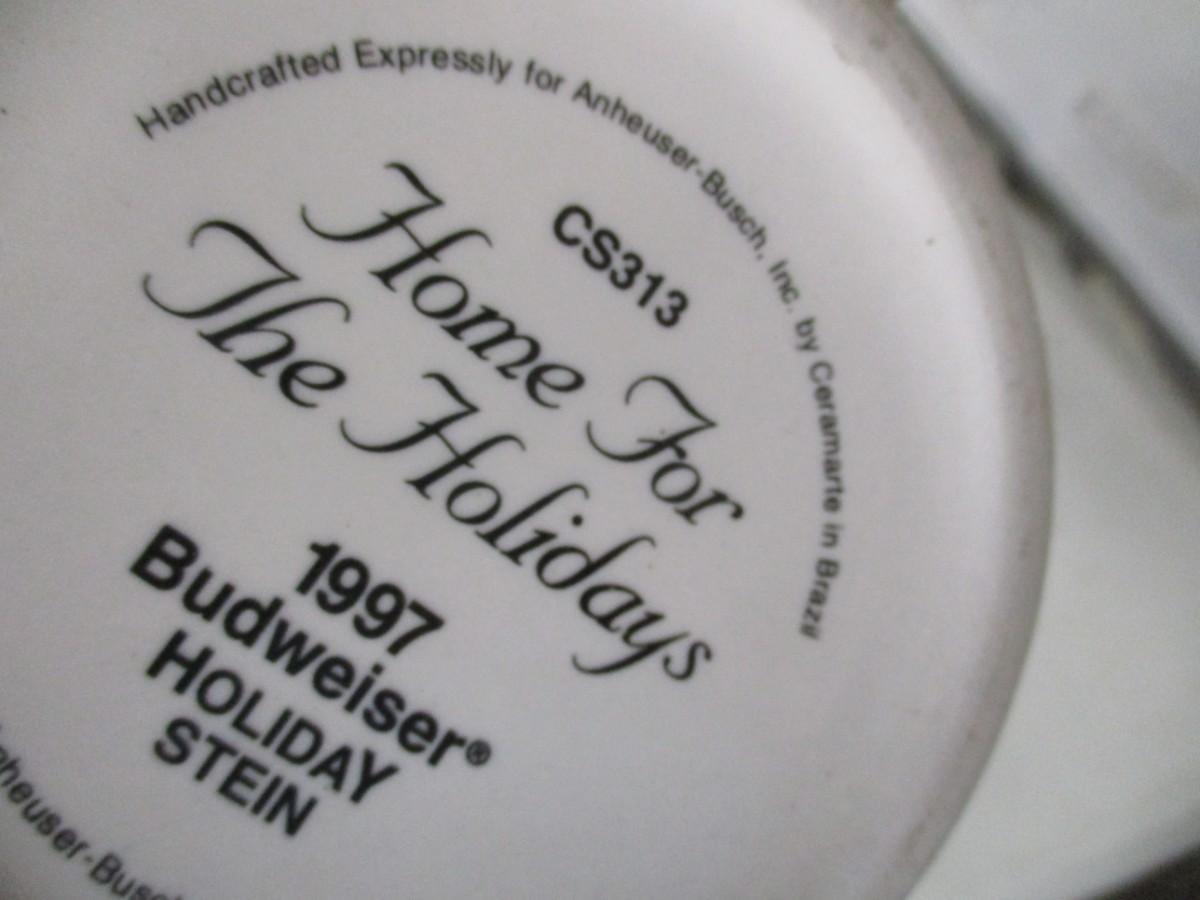 Handcrafted Expressly for Anheuser-Busch, Inc. by Ceramarte in Brazil
CS313
Home For
The Holidays
1997
Budweiser®
HOLIDAY
STEIN